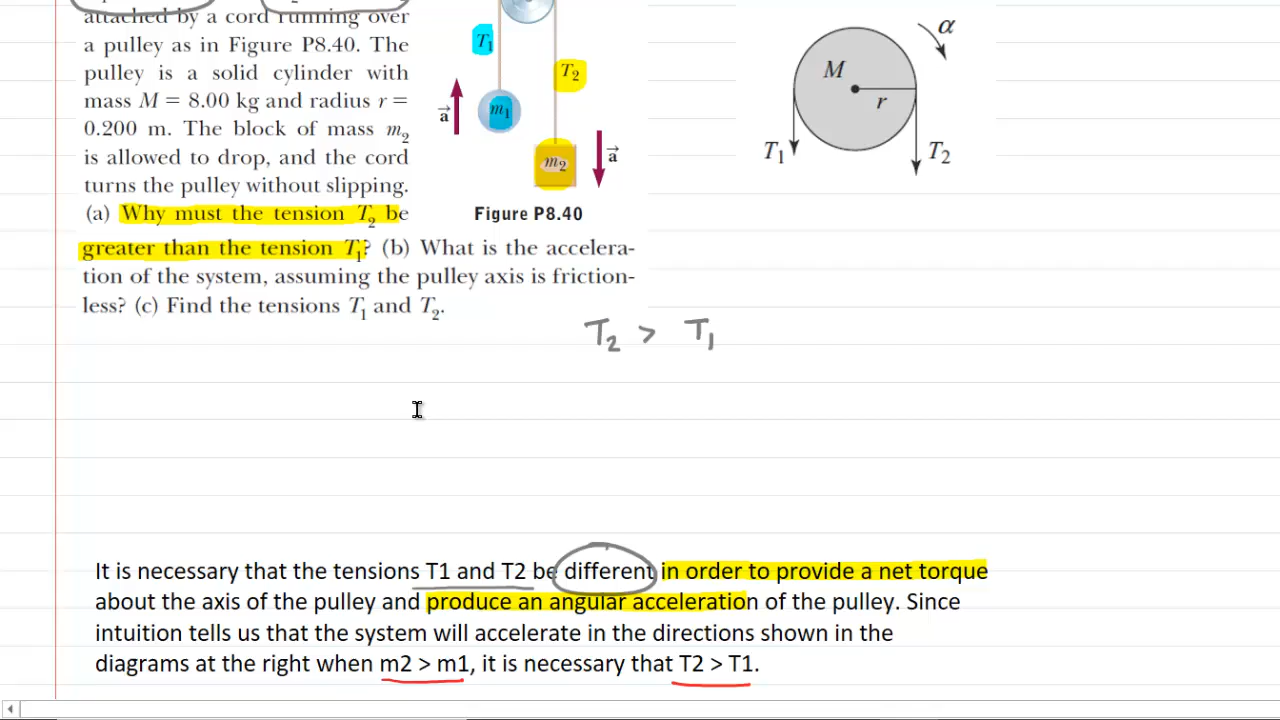 attached by a cord running over
a pulley as in Figure P8.40. The
pulley is a solid cylinder with
mass M = 8.00 kg and radius r =
0.200 m. The block of mass m₂
is allowed to drop, and the cord
turns the pulley without slipping.
(a) Why must the tension T₂ be
greater than the tension T₁? (b) What is the accelera-
tion of the system, assuming the pulley axis is friction-
less? (c) Find the tensions T₁ and T₂.
T₁
T₂
m₁
a
m₂
a
Figure P8.40
α
M
r
T₁
T₂
T₂ > T₁
It is necessary that the tensions T1 and T2 be different in order to provide a net torque
about the axis of the pulley and produce an angular acceleration of the pulley. Since
intuition tells us that the system will accelerate in the directions shown in the
diagrams at the right when m2 > m1, it is necessary that T2 > T1.